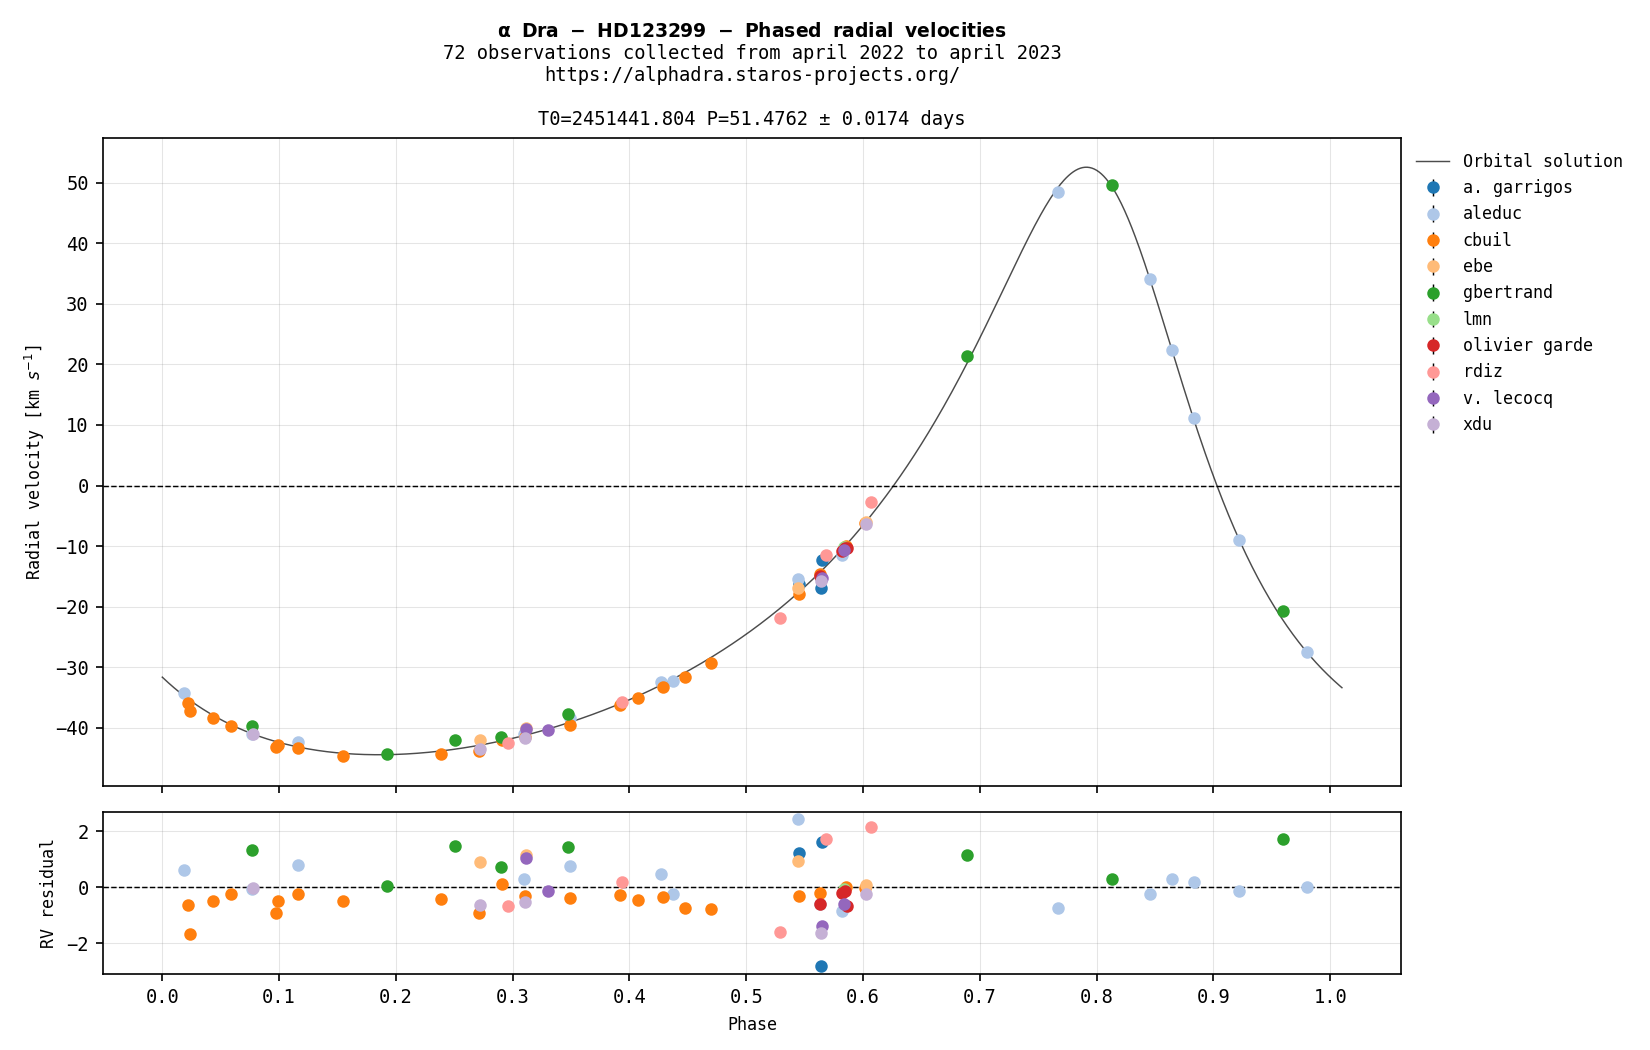 α Dra − HD123299 − Phased radial velocities
72 observations collected from april 2022 to april 2023
https://alphadra.staros-projects.org/
T0=2451441.804 P=51.4762 ± 0.0174 days
Radial velocity [km s⁻¹]
50
40
30
20
10
0
−10
−20
−30
−40
Orbital solution
a. garrigos
aleduc
cbuil
ebe
gbertrand
lmn
olivier garde
rdiz
v. lecocq
xdu
RV residual
2
0
−2
0.0 0.1 0.2 0.3 0.4 0.5 0.6 0.7 0.8 0.9 1.0
Phase